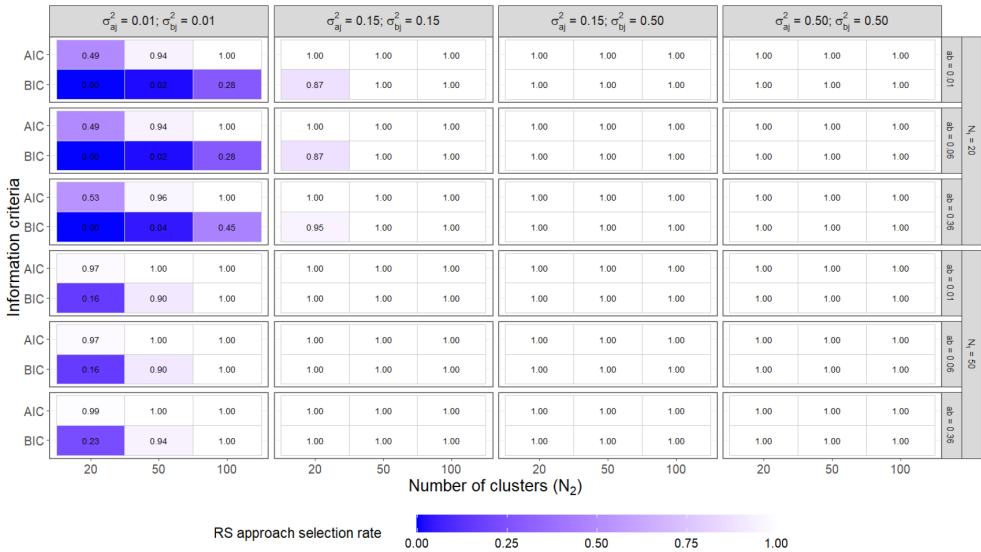 σ²aj = 0.01; σ²bj = 0.01 σ²aj = 0.15; σ²bj = 0.15 σ²aj = 0.15; σ²bj = 0.50 σ²aj = 0.50; σ²bj = 0.50
AIC 0.49 0.94 1.00 1.00 1.00 1.00 1.00 1.00 1.00 1.00 1.00 1.00
BIC 0.00 0.02 0.28 0.87 1.00 1.00 1.00 1.00 1.00 1.00 1.00 1.00
ab = 0.01
AIC 0.49 0.94 1.00 1.00 1.00 1.00 1.00 1.00 1.00 1.00 1.00 1.00
BIC 0.00 0.02 0.28 0.87 1.00 1.00 1.00 1.00 1.00 1.00 1.00 1.00
ab = 0.06
N₁ = 20
AIC 0.53 0.96 1.00 1.00 1.00 1.00 1.00 1.00 1.00 1.00 1.00 1.00
BIC 0.00 0.04 0.45 0.95 1.00 1.00 1.00 1.00 1.00 1.00 1.00 1.00
ab = 0.36
Information criteria
AIC 0.97 1.00 1.00 1.00 1.00 1.00 1.00 1.00 1.00 1.00 1.00 1.00
BIC 0.16 0.90 1.00 1.00 1.00 1.00 1.00 1.00 1.00 1.00 1.00 1.00
ab = 0.01
AIC 0.97 1.00 1.00 1.00 1.00 1.00 1.00 1.00 1.00 1.00 1.00 1.00
BIC 0.16 0.90 1.00 1.00 1.00 1.00 1.00 1.00 1.00 1.00 1.00 1.00
ab = 0.06
N₁ = 50
AIC 0.99 1.00 1.00 1.00 1.00 1.00 1.00 1.00 1.00 1.00 1.00 1.00
BIC 0.23 0.94 1.00 1.00 1.00 1.00 1.00 1.00 1.00 1.00 1.00 1.00
ab = 0.36
20 50 100 20 50 100 20 50 100 20 50 100
Number of clusters (N₂)
RS approach selection rate
0.00 0.25 0.50 0.75 1.00